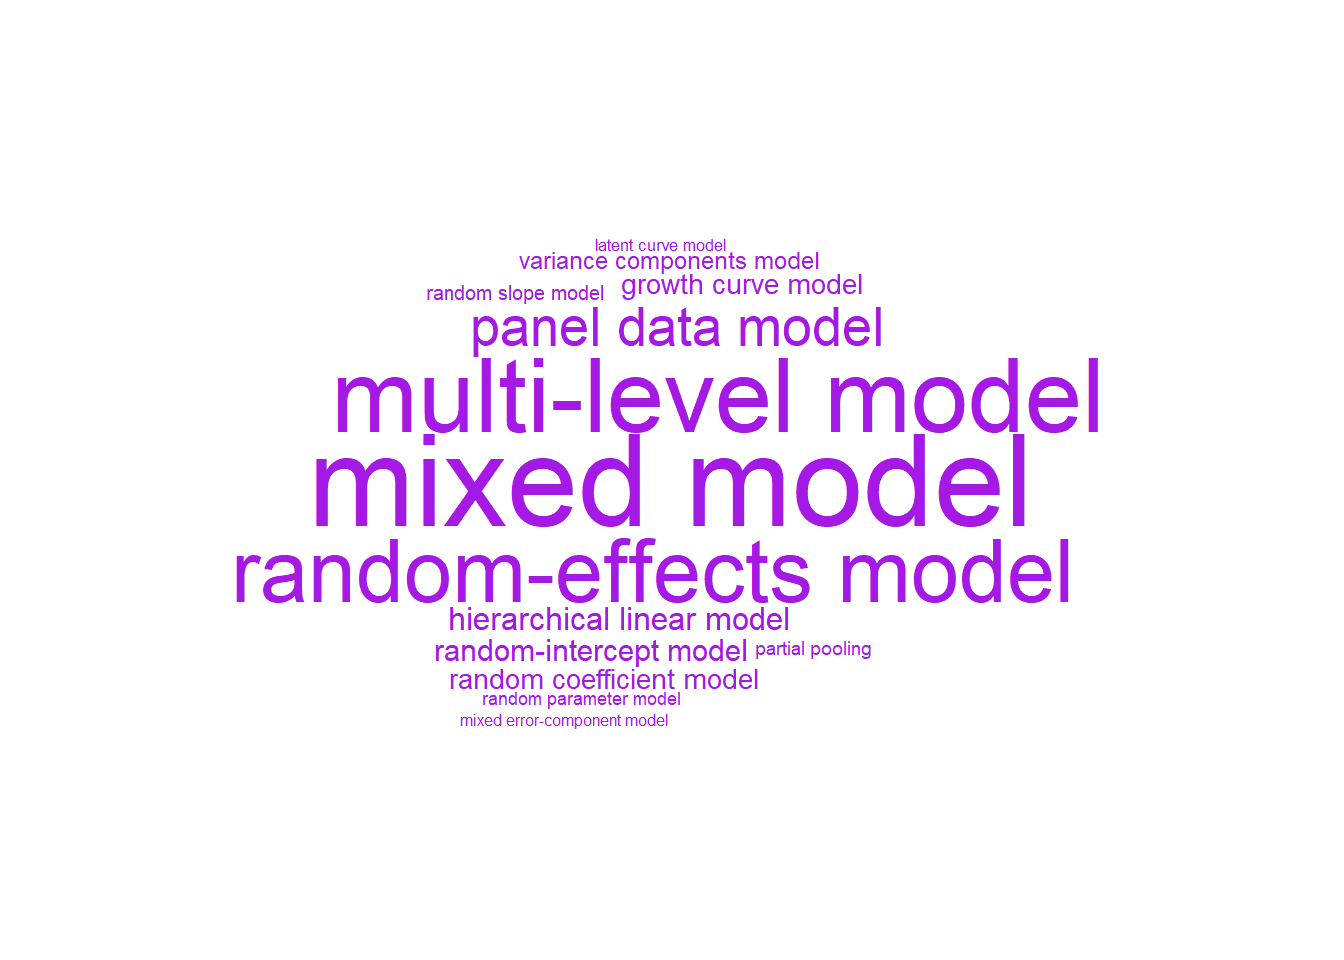 latent curve model
variance components model
growth curve model
random slope model
panel data model
multi-level model
mixed model
random-effects model
hierarchical linear model
random-intercept model
partial pooling
random coefficient model
random parameter model
mixed error-component model